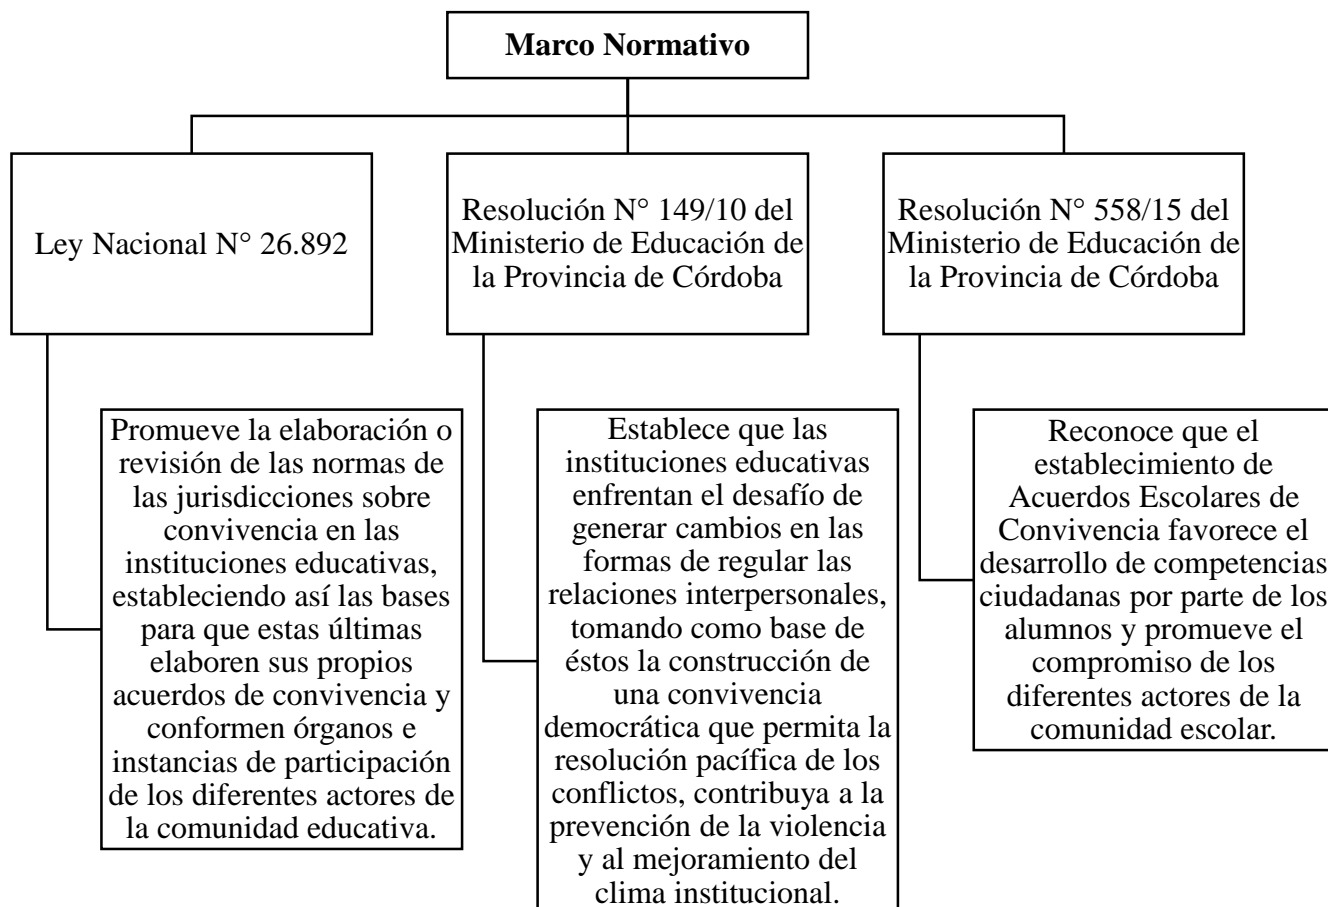 Marco Normativo
Ley Nacional N° 26.892
Resolución N° 149/10 del
Ministerio de Educación de
la Provincia de Córdoba
Resolución N° 558/15 del
Ministerio de Educación de
la Provincia de Córdoba
Promueve la elaboración o
revisión de las normas de
las jurisdicciones sobre
convivencia en las
instituciones educativas,
estableciendo así las bases
para que estas últimas
elaboren sus propios
acuerdos de convivencia y
conformen órganos e
instancias de participación
de los diferentes actores de
la comunidad educativa.
Establece que las
instituciones educativas
enfrentan el desafío de
generar cambios en las
formas de regular las
relaciones interpersonales,
tomando como base de
éstos la construcción de
una convivencia
democrática que permita la
resolución pacífica de los
conflictos, contribuya a la
prevención de la violencia
y al mejoramiento del
clima institucional.
Reconoce que el
establecimiento de
Acuerdos Escolares de
Convivencia favorece el
desarrollo de competencias
ciudadanas por parte de los
alumnos y promueve el
compromiso de los
diferentes actores de la
comunidad escolar.